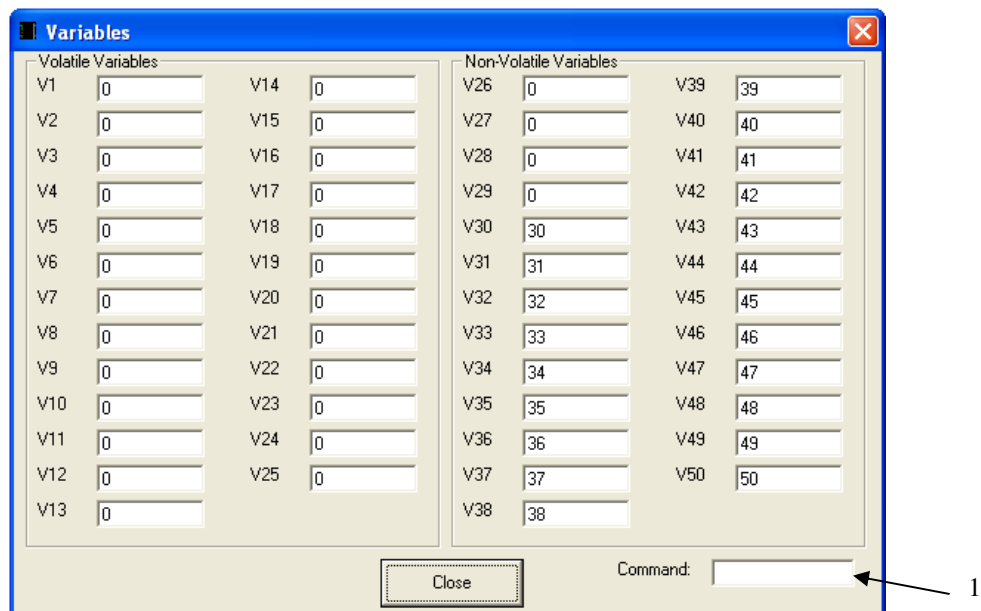 Variables
Volatile Variables Non-Volatile Variables
V1 0 V14 0 V26 0 V39 39
V2 0 V15 0 V27 0 V40 40
V3 0 V16 0 V28 0 V41 41
V4 0 V17 0 V29 0 V42 42
V5 0 V18 0 V30 30 V43 43
V6 0 V19 0 V31 31 V44 44
V7 0 V20 0 V32 32 V45 45
V8 0 V21 0 V33 33 V46 46
V9 0 V22 0 V34 34 V47 47
V10 0 V23 0 V35 35 V48 48
V11 0 V24 0 V36 36 V49 49
V12 0 V25 0 V37 37 V50 50
V13 0 V38 38
Close Command: 1